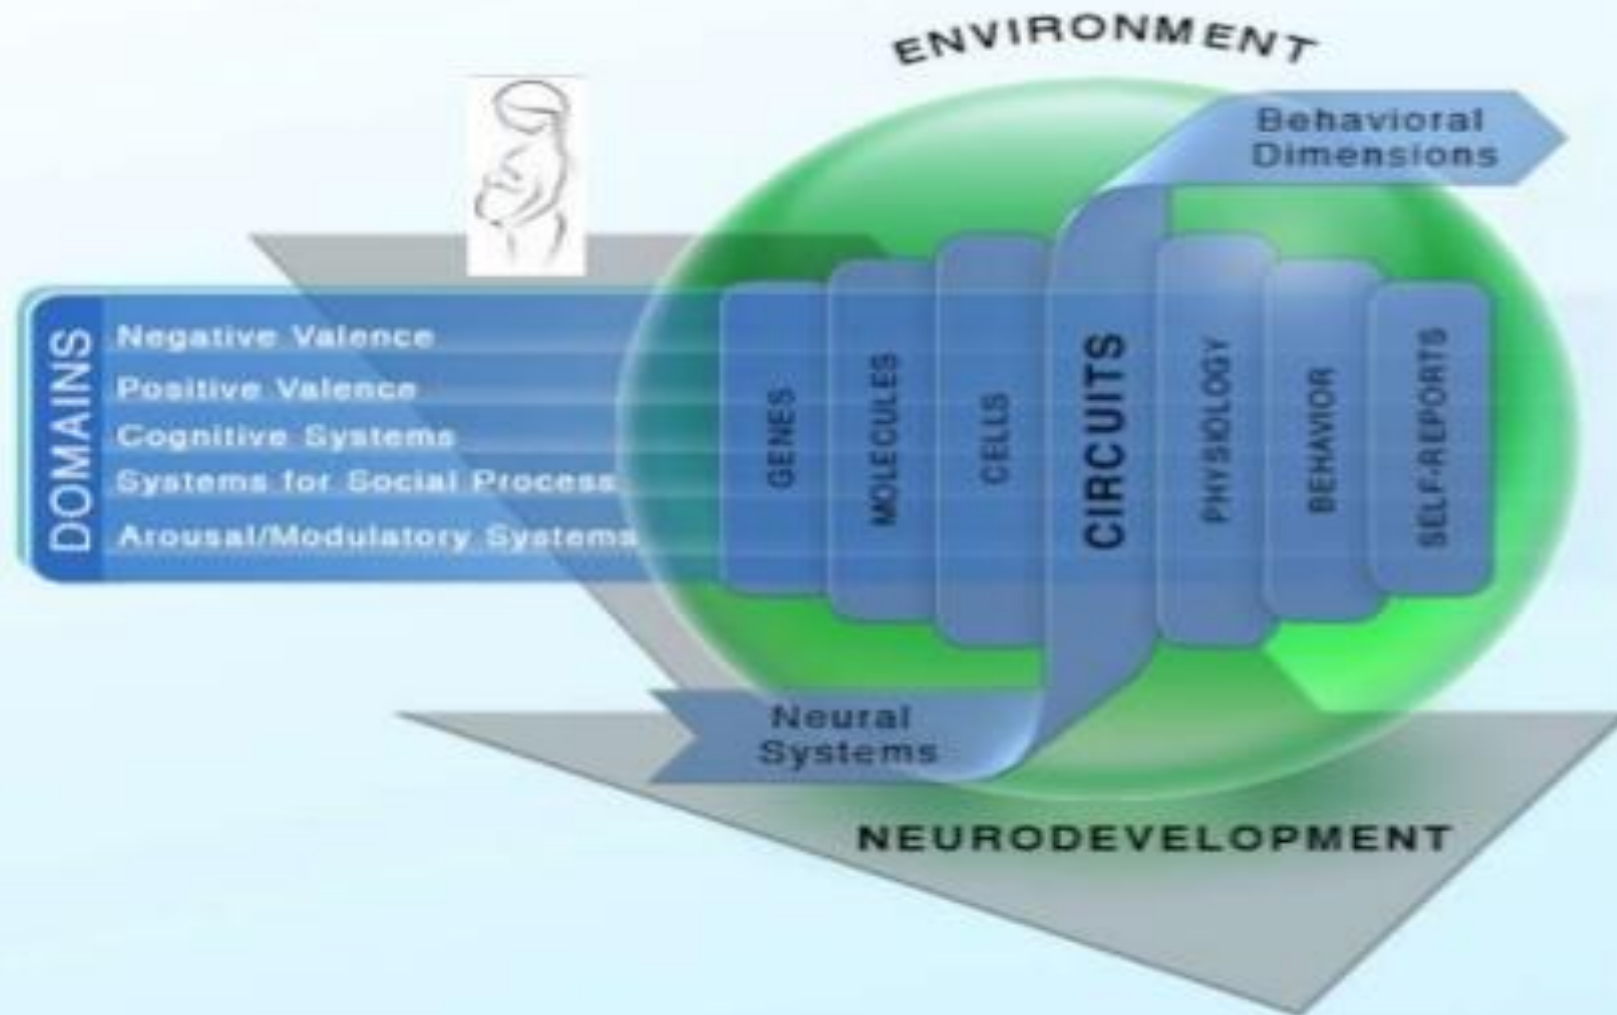 ENVIRONMENT
Behavioral
Dimensions
DOMAINS
Negative Valence
Positive Valence
Cognitive Systems
Systems for Social Process
Arousal/Modulatory Systems
GENES
MOLECULES
CELLS
CIRCUITS
PHYSIOLOGY
BEHAVIOR
SELF-REPORTS
Neural
Systems
NEURODEVELOPMENT